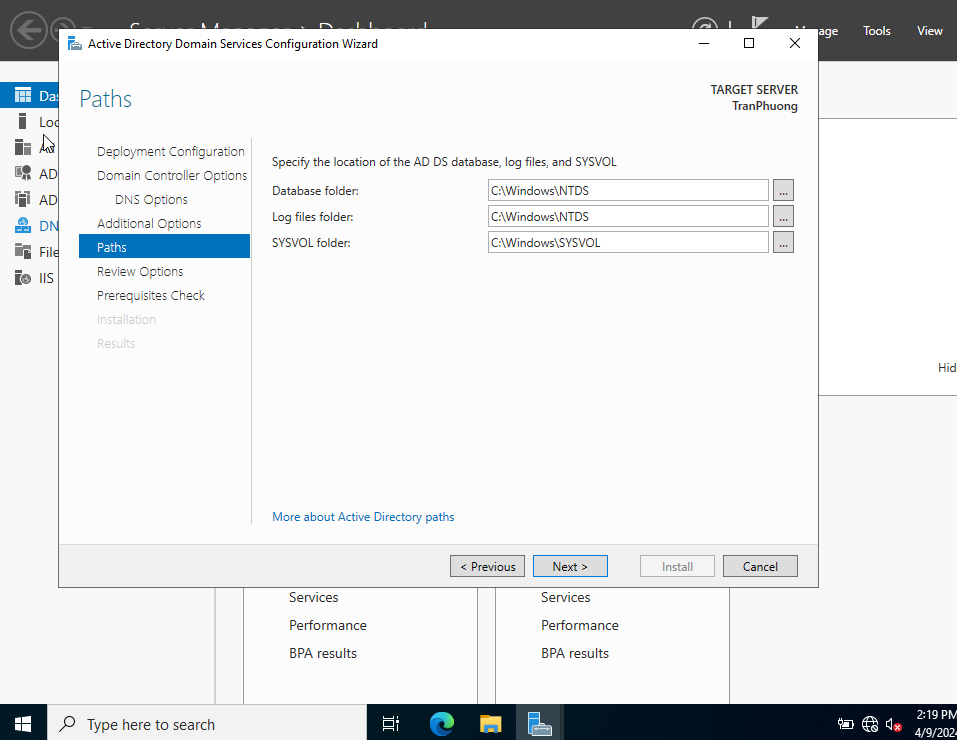 Manage
Tools
View
Active Directory Domain Services Configuration Wizard
Paths
TARGET SERVER
TranPhuong
Deployment Configuration
Domain Controller Options
DNS Options
Additional Options
Paths
Review Options
Prerequisites Check
Installation
Results
Specify the location of the AD DS database, log files, and SYSVOL
Database folder:
C:\Windows\NTDS
...
Log files folder:
C:\Windows\NTDS
...
SYSVOL folder:
C:\Windows\SYSVOL
...
More about Active Directory paths
< Previous
Next >
Install
Cancel
Das
Loc
AD
AD
DN
File
IIS
Hid
Services
Performance
BPA results
Services
Performance
BPA results
Type here to search
2:19 PM
4/9/2024